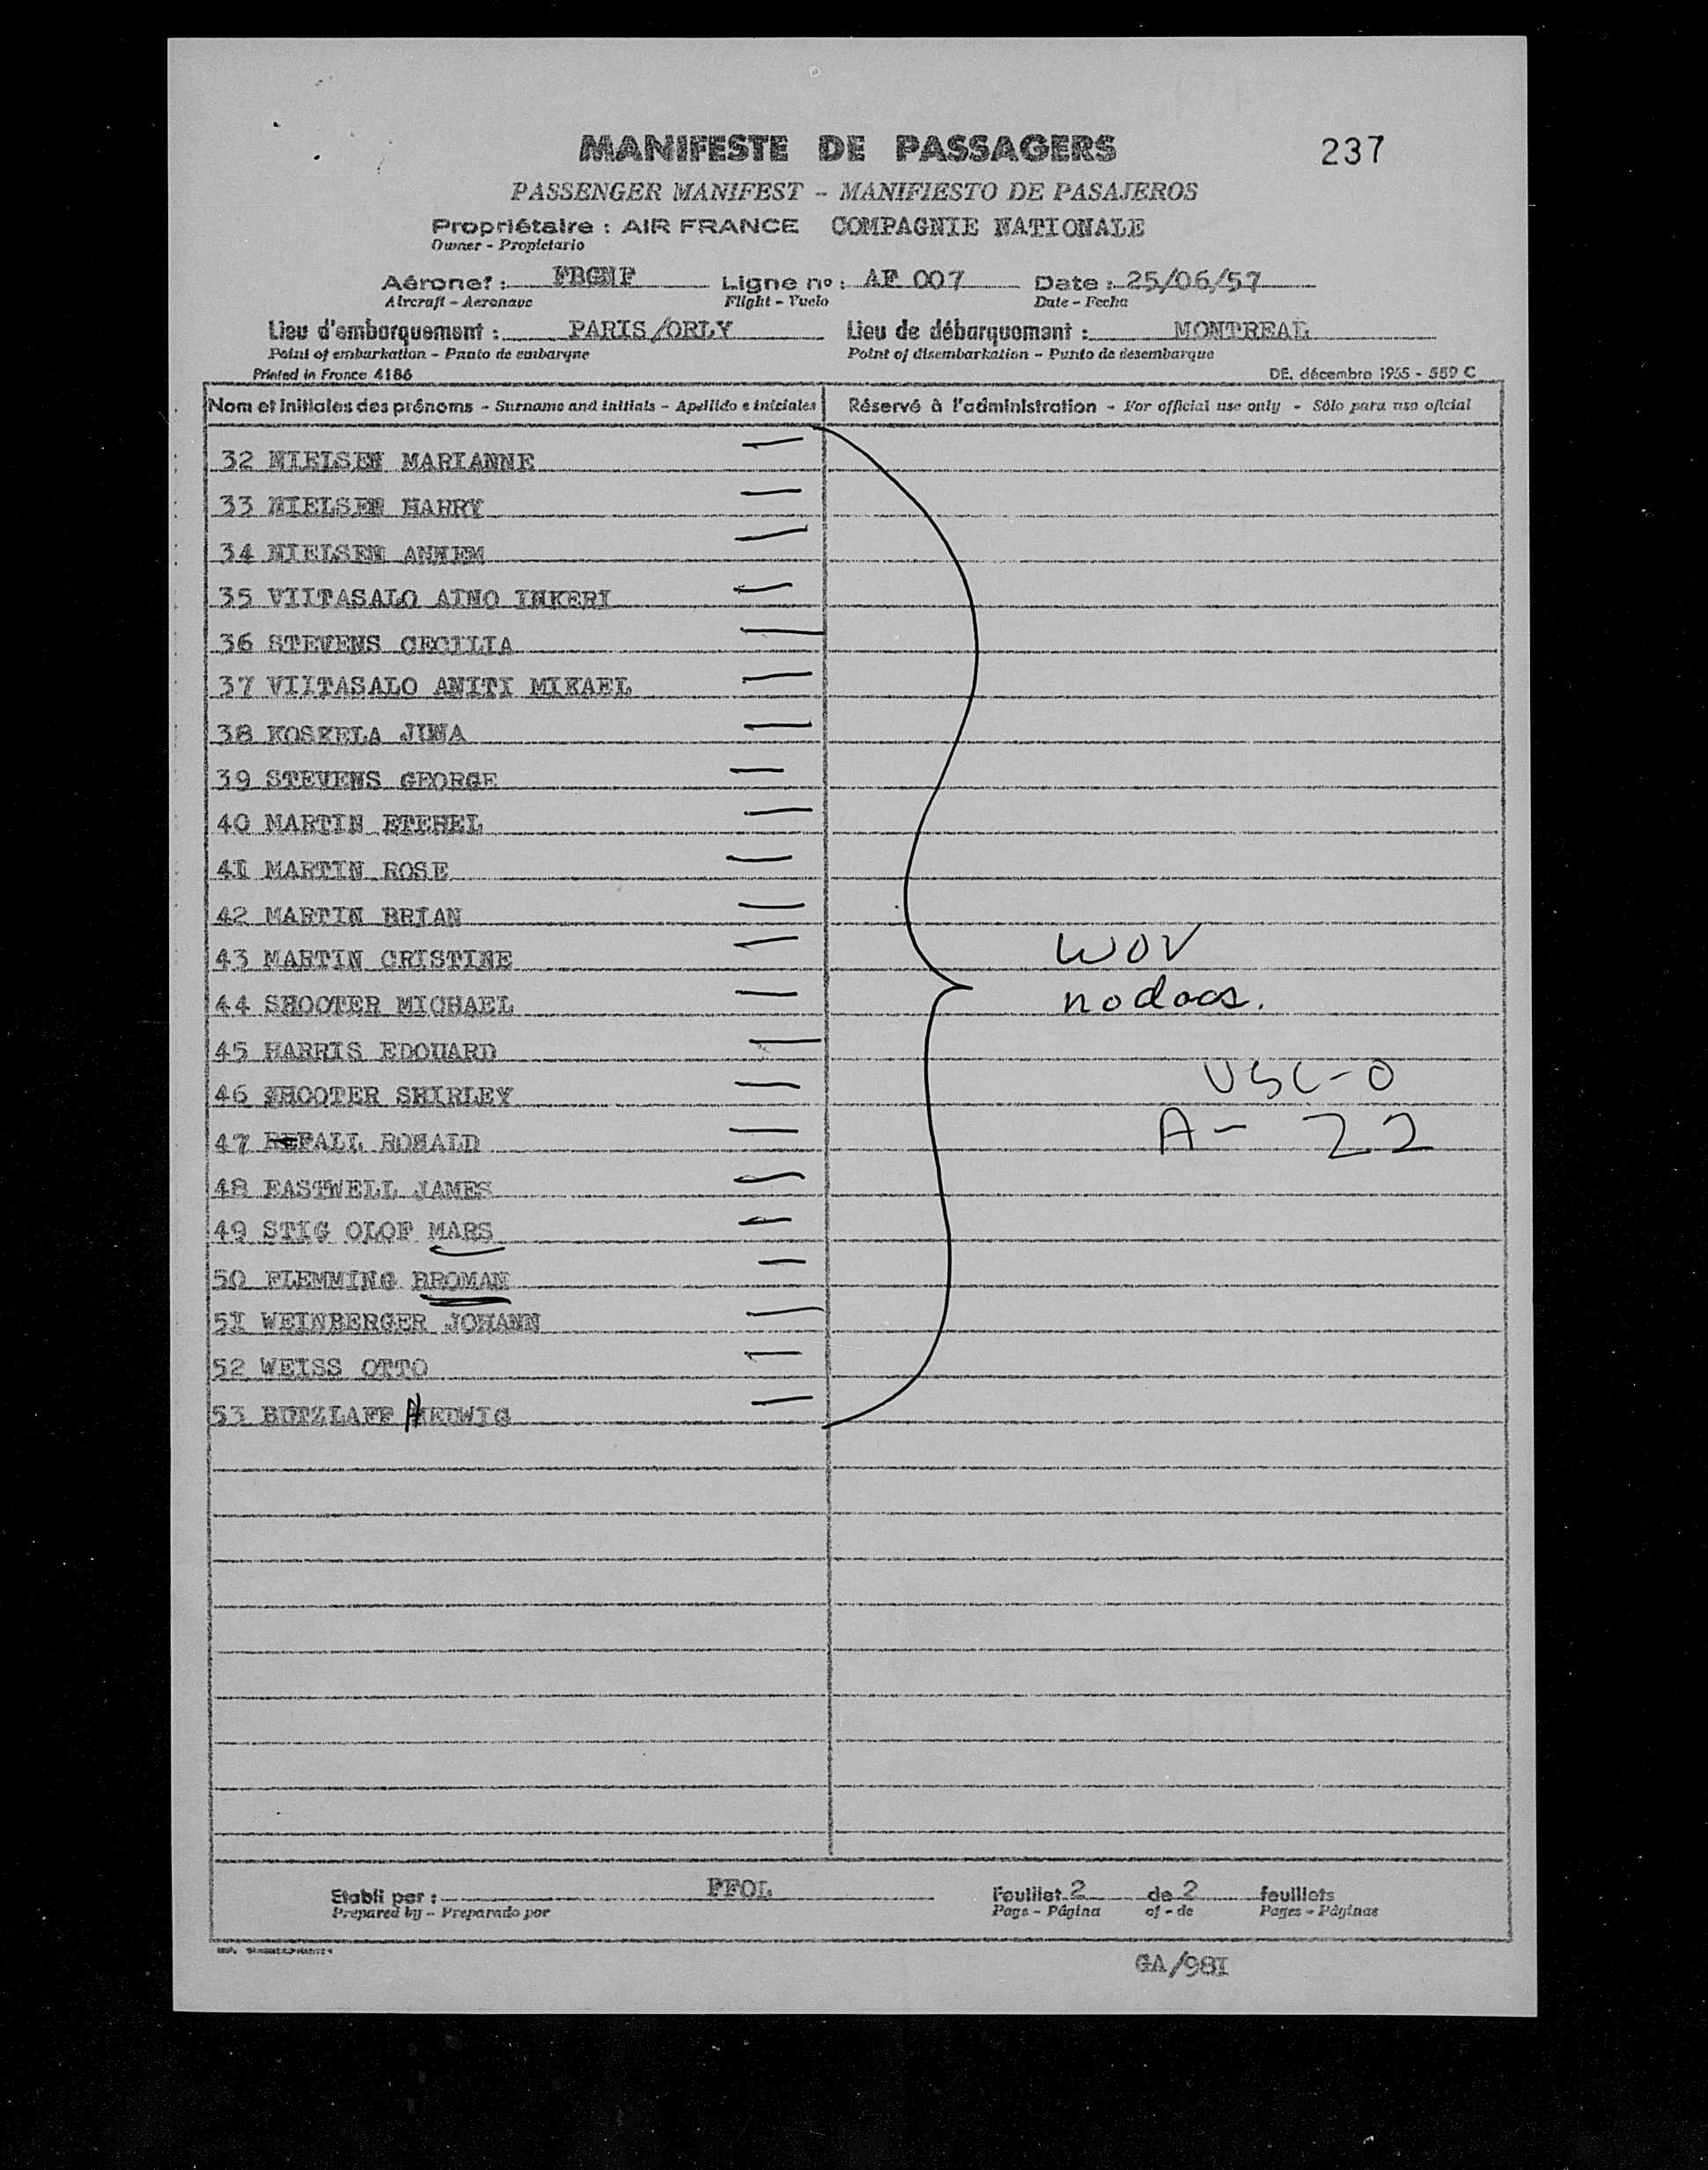 MANIFESTE DE PASSAGERS 237
PASSENGER MANIFEST - MANIFIESTO DE PASAJEROS
Propriétaire : AIR FRANCE COMPAGNIE NATIONALE
Owner - Propietario
Aéronef : FBGNF Ligne no : AF 007 Date : 25/06/57
Aircraft - Aeronave Flight - Vuelo Date - Fecha
Lieu d'embarquement : PARIS/ORLY Lieu de débarquement : MONTREAL
Point of embarkation - Punto de embarque Point of disembarkation - Punto de desembarque
Printed in France 4186 DE. décembre 1955 - 559 C
Nom et initiales des prénoms - Surname and initials - Apellido e iniciales Réservé à l'administration - For official use only - Sólo para uso oficial
32 NIELSEN MARIANNE
33 NIELSEN HARRY
34 NIELSEN ANNEM
35 VIITASALO AINO INKERI
36 STEVENS CECILIA
37 VIITASALO ANITI MIKAEL
38 KOSKELA JUNA
39 STEVENS GEORGE
40 MARTIN ETEHEL
41 MARTIN ROSE
42 MARTIN BRIAN
43 MARTIN CRISTINE WOV
44 SHOOTER MICHAEL no docs.
45 HARRIS EDOUARD
46 SHOOTER SHIRLEY USC-0
47 RONALD A- 22
48 EASTWELL JAMES
49 STIG OLOF MARS
50 FLEMMING BROMAN
51 WEINBERGER JOHANN
52 WEISS OTTO
53 BUTZLAFF HEDWIG
Etabli par : FFOL Feuillet 2 de 2 feuillets
Prepared by - Preparado por Page - Página of - de Pages - Páginas
GA/98I